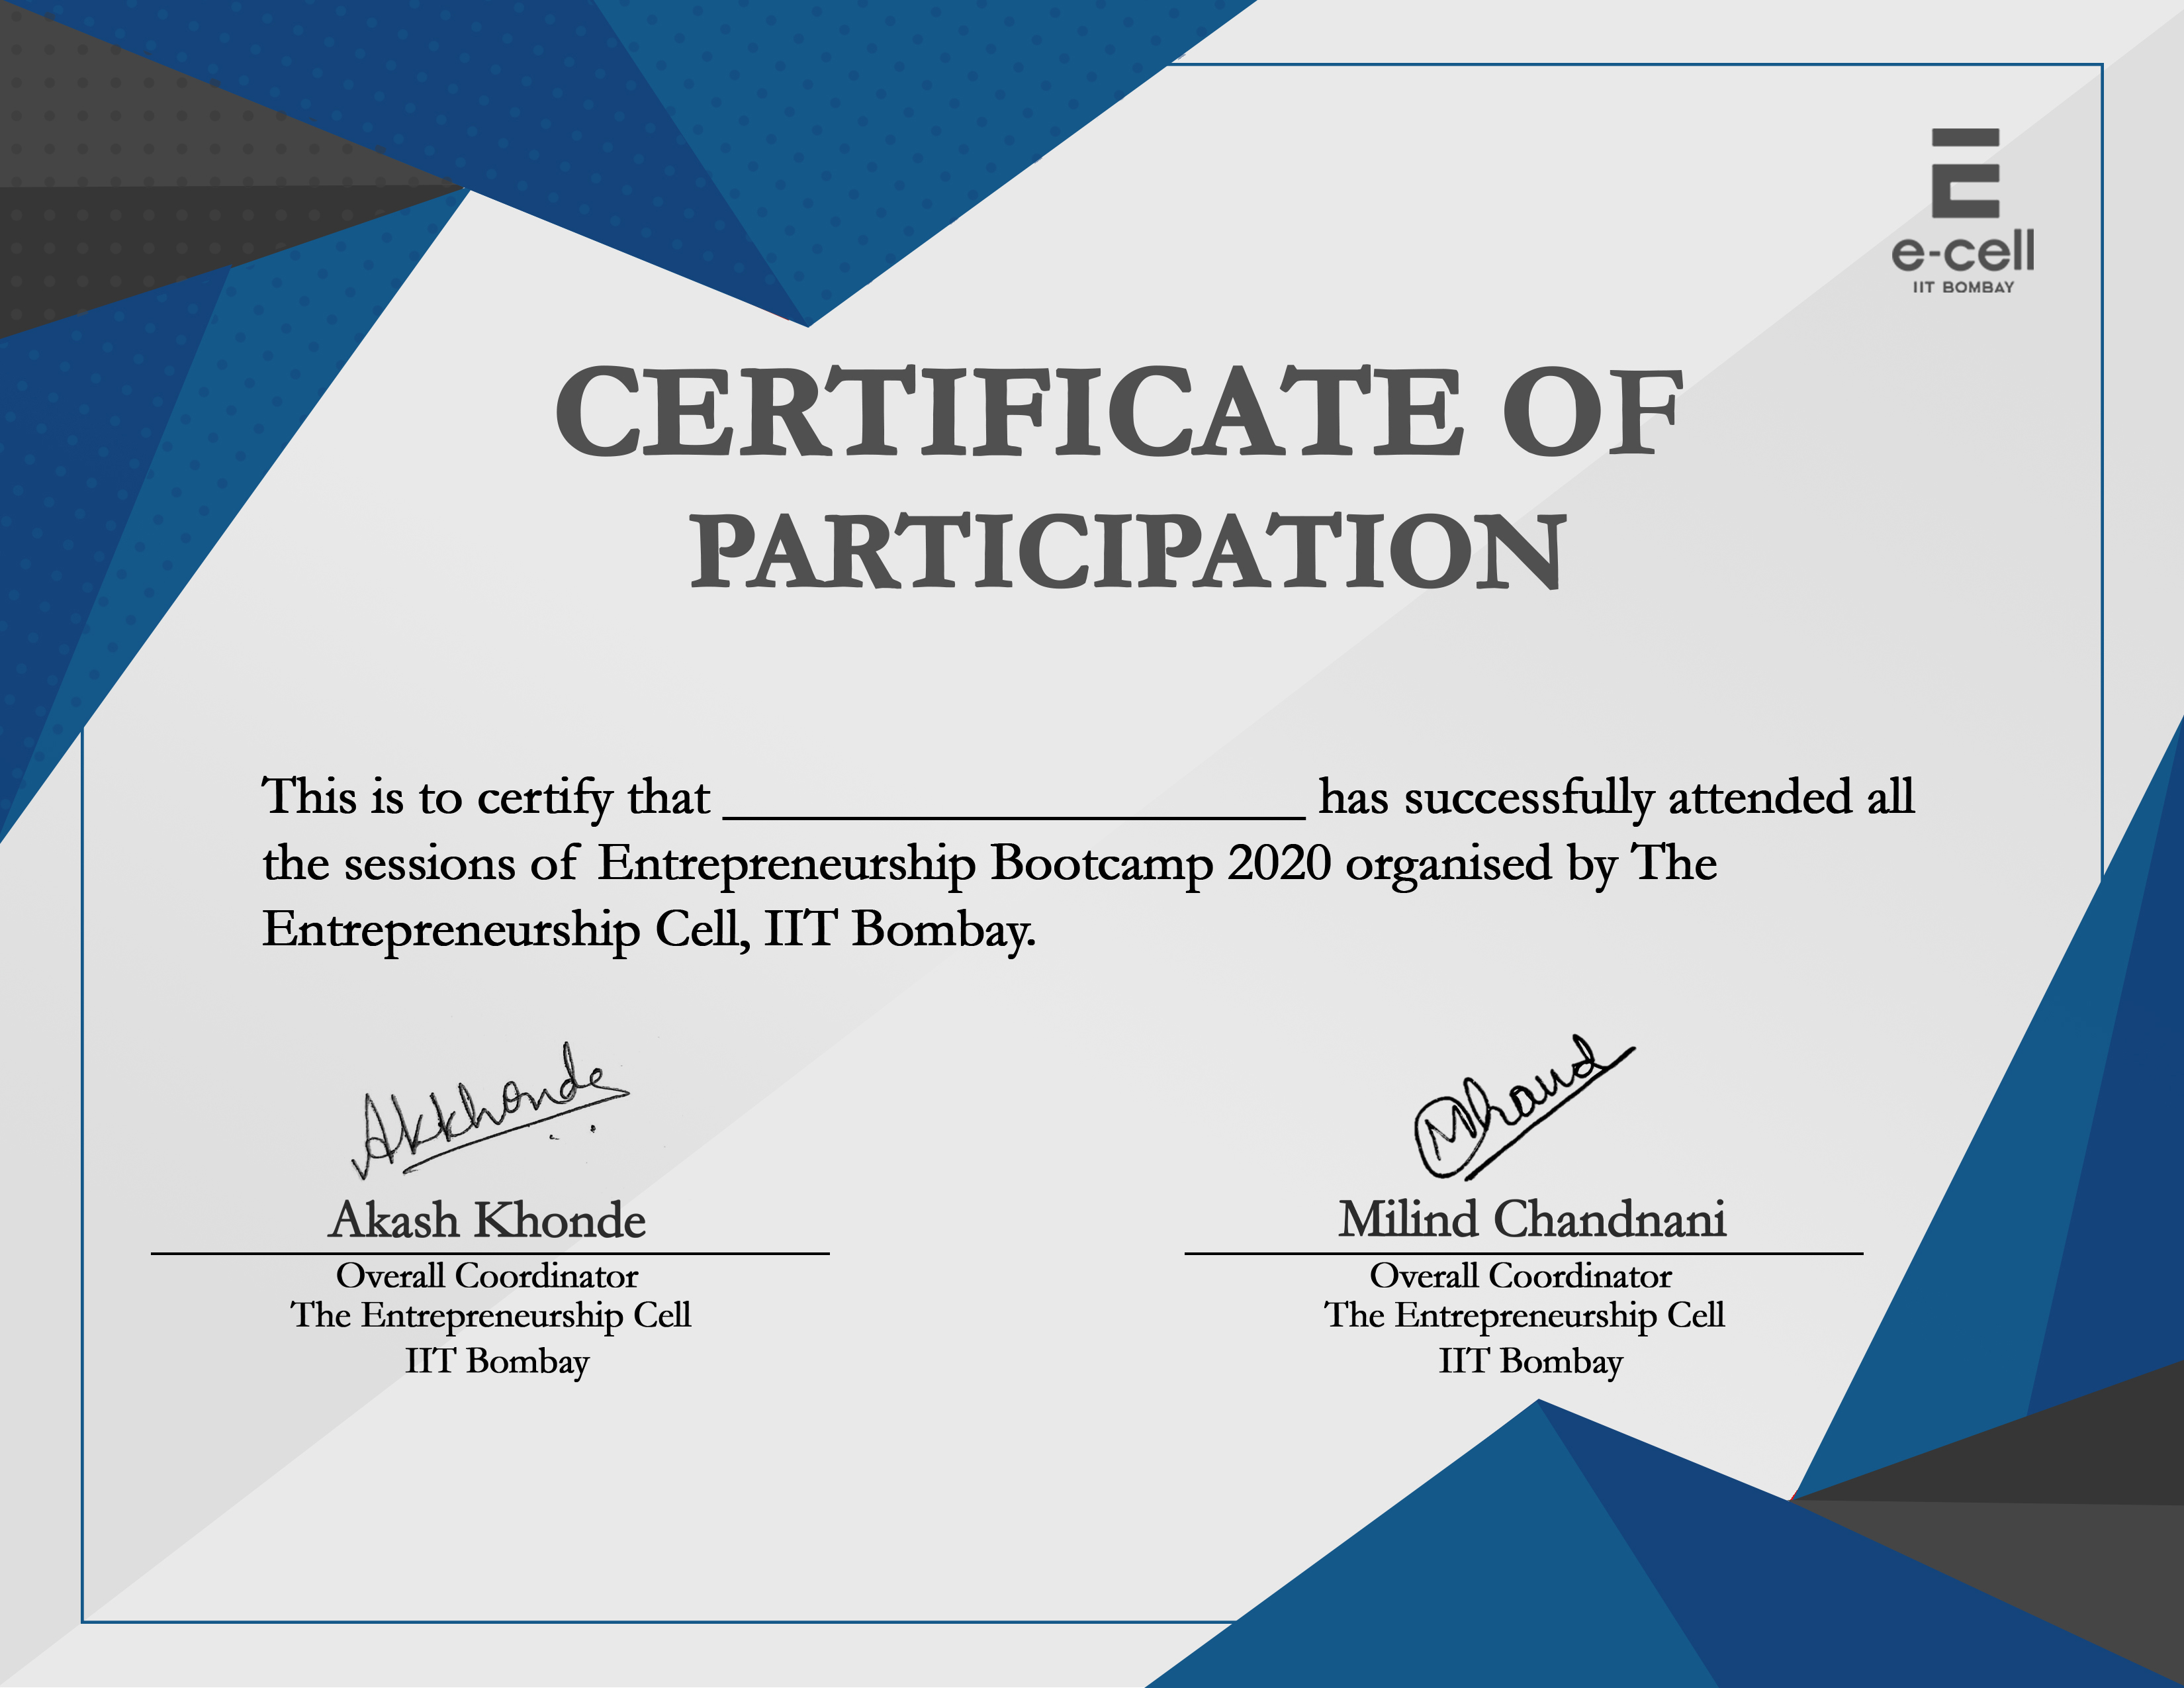 e-cell
IIT BOMBAY
CERTIFICATE OF
PARTICIPATION
This is to certify that ______________________ has successfully attended all
the sessions of Entrepreneurship Bootcamp 2020 organised by The
Entrepreneurship Cell, IIT Bombay.
Akkhonde
Akash Khonde
Overall Coordinator
The Entrepreneurship Cell
IIT Bombay
Milind Chandnani
Overall Coordinator
The Entrepreneurship Cell
IIT Bombay